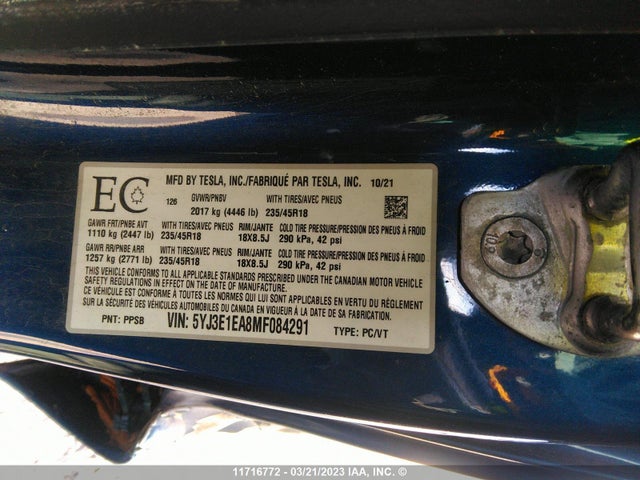 EC
MFD BY TESLA, INC./FABRIQUÉ PAR TESLA, INC. 10/21
126
GVWR/PNBV WITH TIRES/AVEC PNEUS
2017 kg (4446 lb) 235/45R18
GAWR FRT/PNBE AVT WITH TIRES/AVEC PNEUS RIM/JANTE COLD TIRE PRESSURE/PRESSION DES PNEUS À FROID
1110 kg (2447 lb) 235/45R18 18X8.5J 290 kPa, 42 psi
GAWR RR/PNBE ARR WITH TIRES/AVEC PNEUS RIM/JANTE COLD TIRE PRESSURE/PRESSION DES PNEUS À FROID
1257 kg (2771 lb) 235/45R18 18X8.5J 290 kPa, 42 psi
THIS VEHICLE CONFORMS TO ALL APPLICABLE STANDARDS PRESCRIBED UNDER THE CANADIAN MOTOR VEHICLE
SAFETY REGULATIONS IN EFFECT ON THE DATE OF MANUFACTURE.
CE VÉHICULE EST CONFORME À TOUTES LES NORMES QUI LUI SONT APPLICABLES EN VERTU DU RÈGLEMENT
SUR LA SÉCURITÉ DES VÉHICULES AUTOMOBILES DU CANADA EN VIGUEUR À LA DATE DE SA FABRICATION.
PNT: PPSB VIN: 5YJ3E1EA8MF084291 TYPE: PC/VT
11716772 — 03/21/2023 IAA, INC. ©